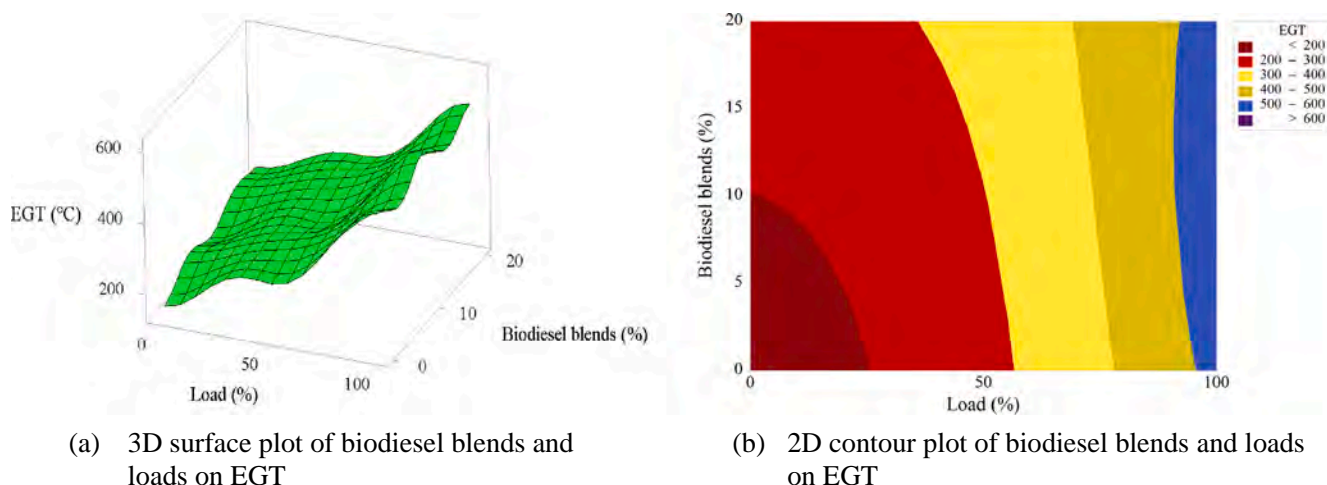 600
EGT (°C)
400
200
0
50
100
Load (%)
0
10
20
Biodiesel blends (%)
20
15
10
5
0
Biodiesel blends (%)
0
50
100
Load (%)
EGT
< 200
200 – 300
300 – 400
400 – 500
500 – 600
> 600
(a) 3D surface plot of biodiesel blends and
loads on EGT
(b) 2D contour plot of biodiesel blends and loads
on EGT